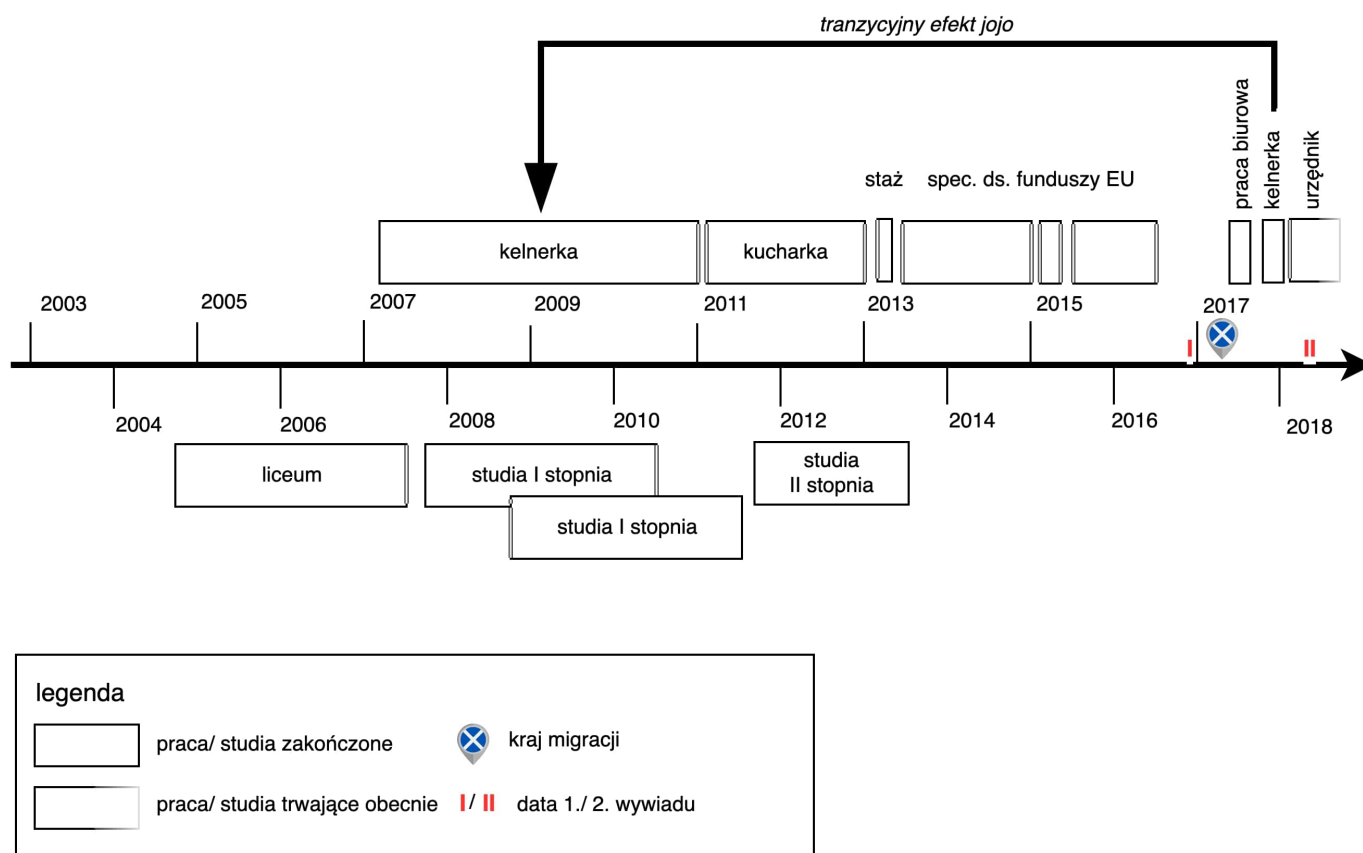 tranzycyjny efekt jojo
praca biurowa
kelnerka
urzędnik
staż
spec. ds. funduszy EU
kelnerka
kucharka
2003
2005
2007
2009
2011
2013
2015
2017
I
II
2004
2006
2008
2010
2012
2014
2016
2018
liceum
studia I stopnia
studia
II stopnia
studia I stopnia
legenda
praca/ studia zakończone
kraj migracji
praca/ studia trwające obecnie
I/ II data 1./ 2. wywiadu